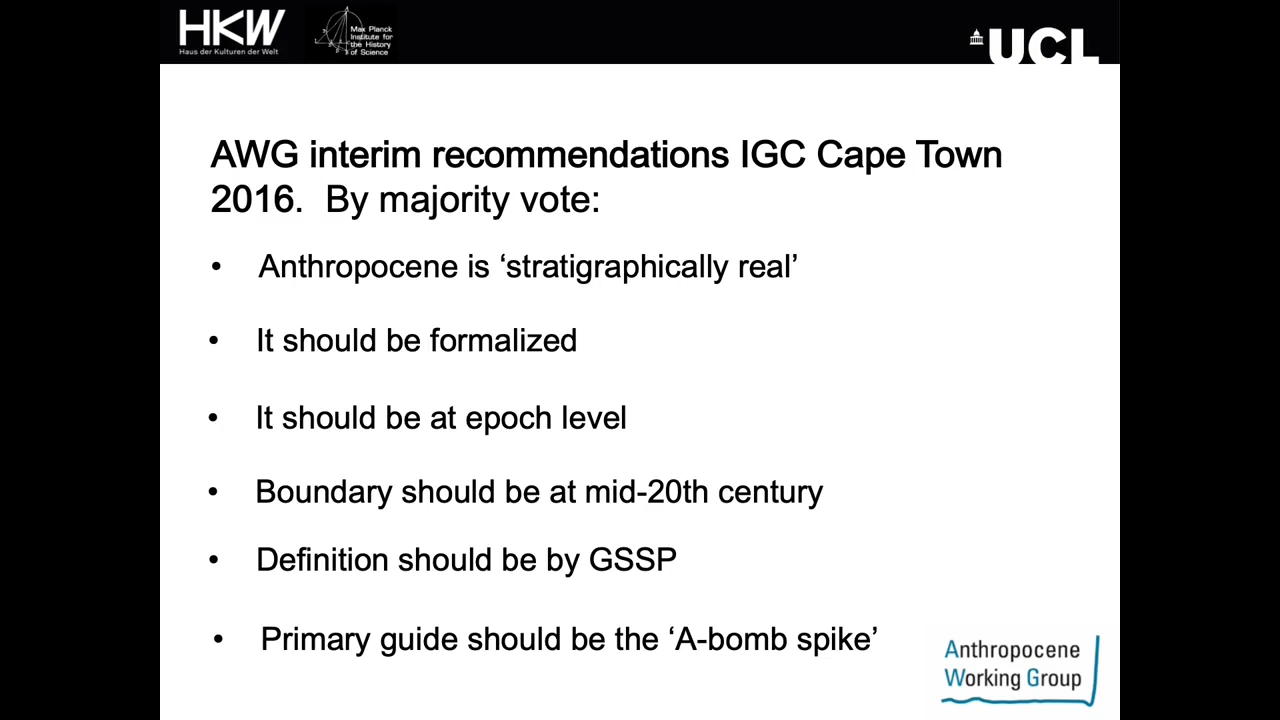 HKW
Haus der Kulturen der Welt
Max Planck
Institute for
the History
of Science
UCL
AWG interim recommendations IGC Cape Town
2016. By majority vote:
• Anthropocene is ‘stratigraphically real’
• It should be formalized
• It should be at epoch level
• Boundary should be at mid-20th century
• Definition should be by GSSP
• Primary guide should be the ‘A-bomb spike’
Anthropocene
Working Group